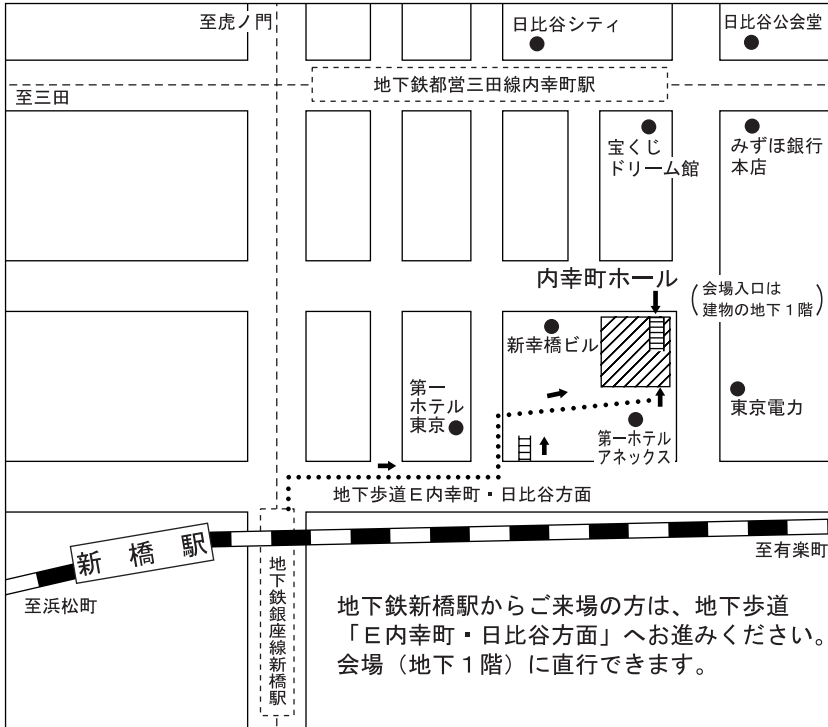 至虎ノ門
日比谷シティ
日比谷公会堂
地下鉄都営三田線内幸町駅
至三田
宝くじ
ドリーム館
みずほ銀行
本店
内幸町ホール
(会場入口は
建物の地下1階)
新幸橋ビル
第一
ホテル
東京
東京電力
第一ホテル
アネックス
地下歩道E内幸町・日比谷方面
新橋駅
至有楽町
至浜松町
地下鉄銀座線新橋駅
地下鉄新橋駅からご来場の方は、地下歩道
「E内幸町・日比谷方面」へお進みください。
会場(地下1階)に直行できます。